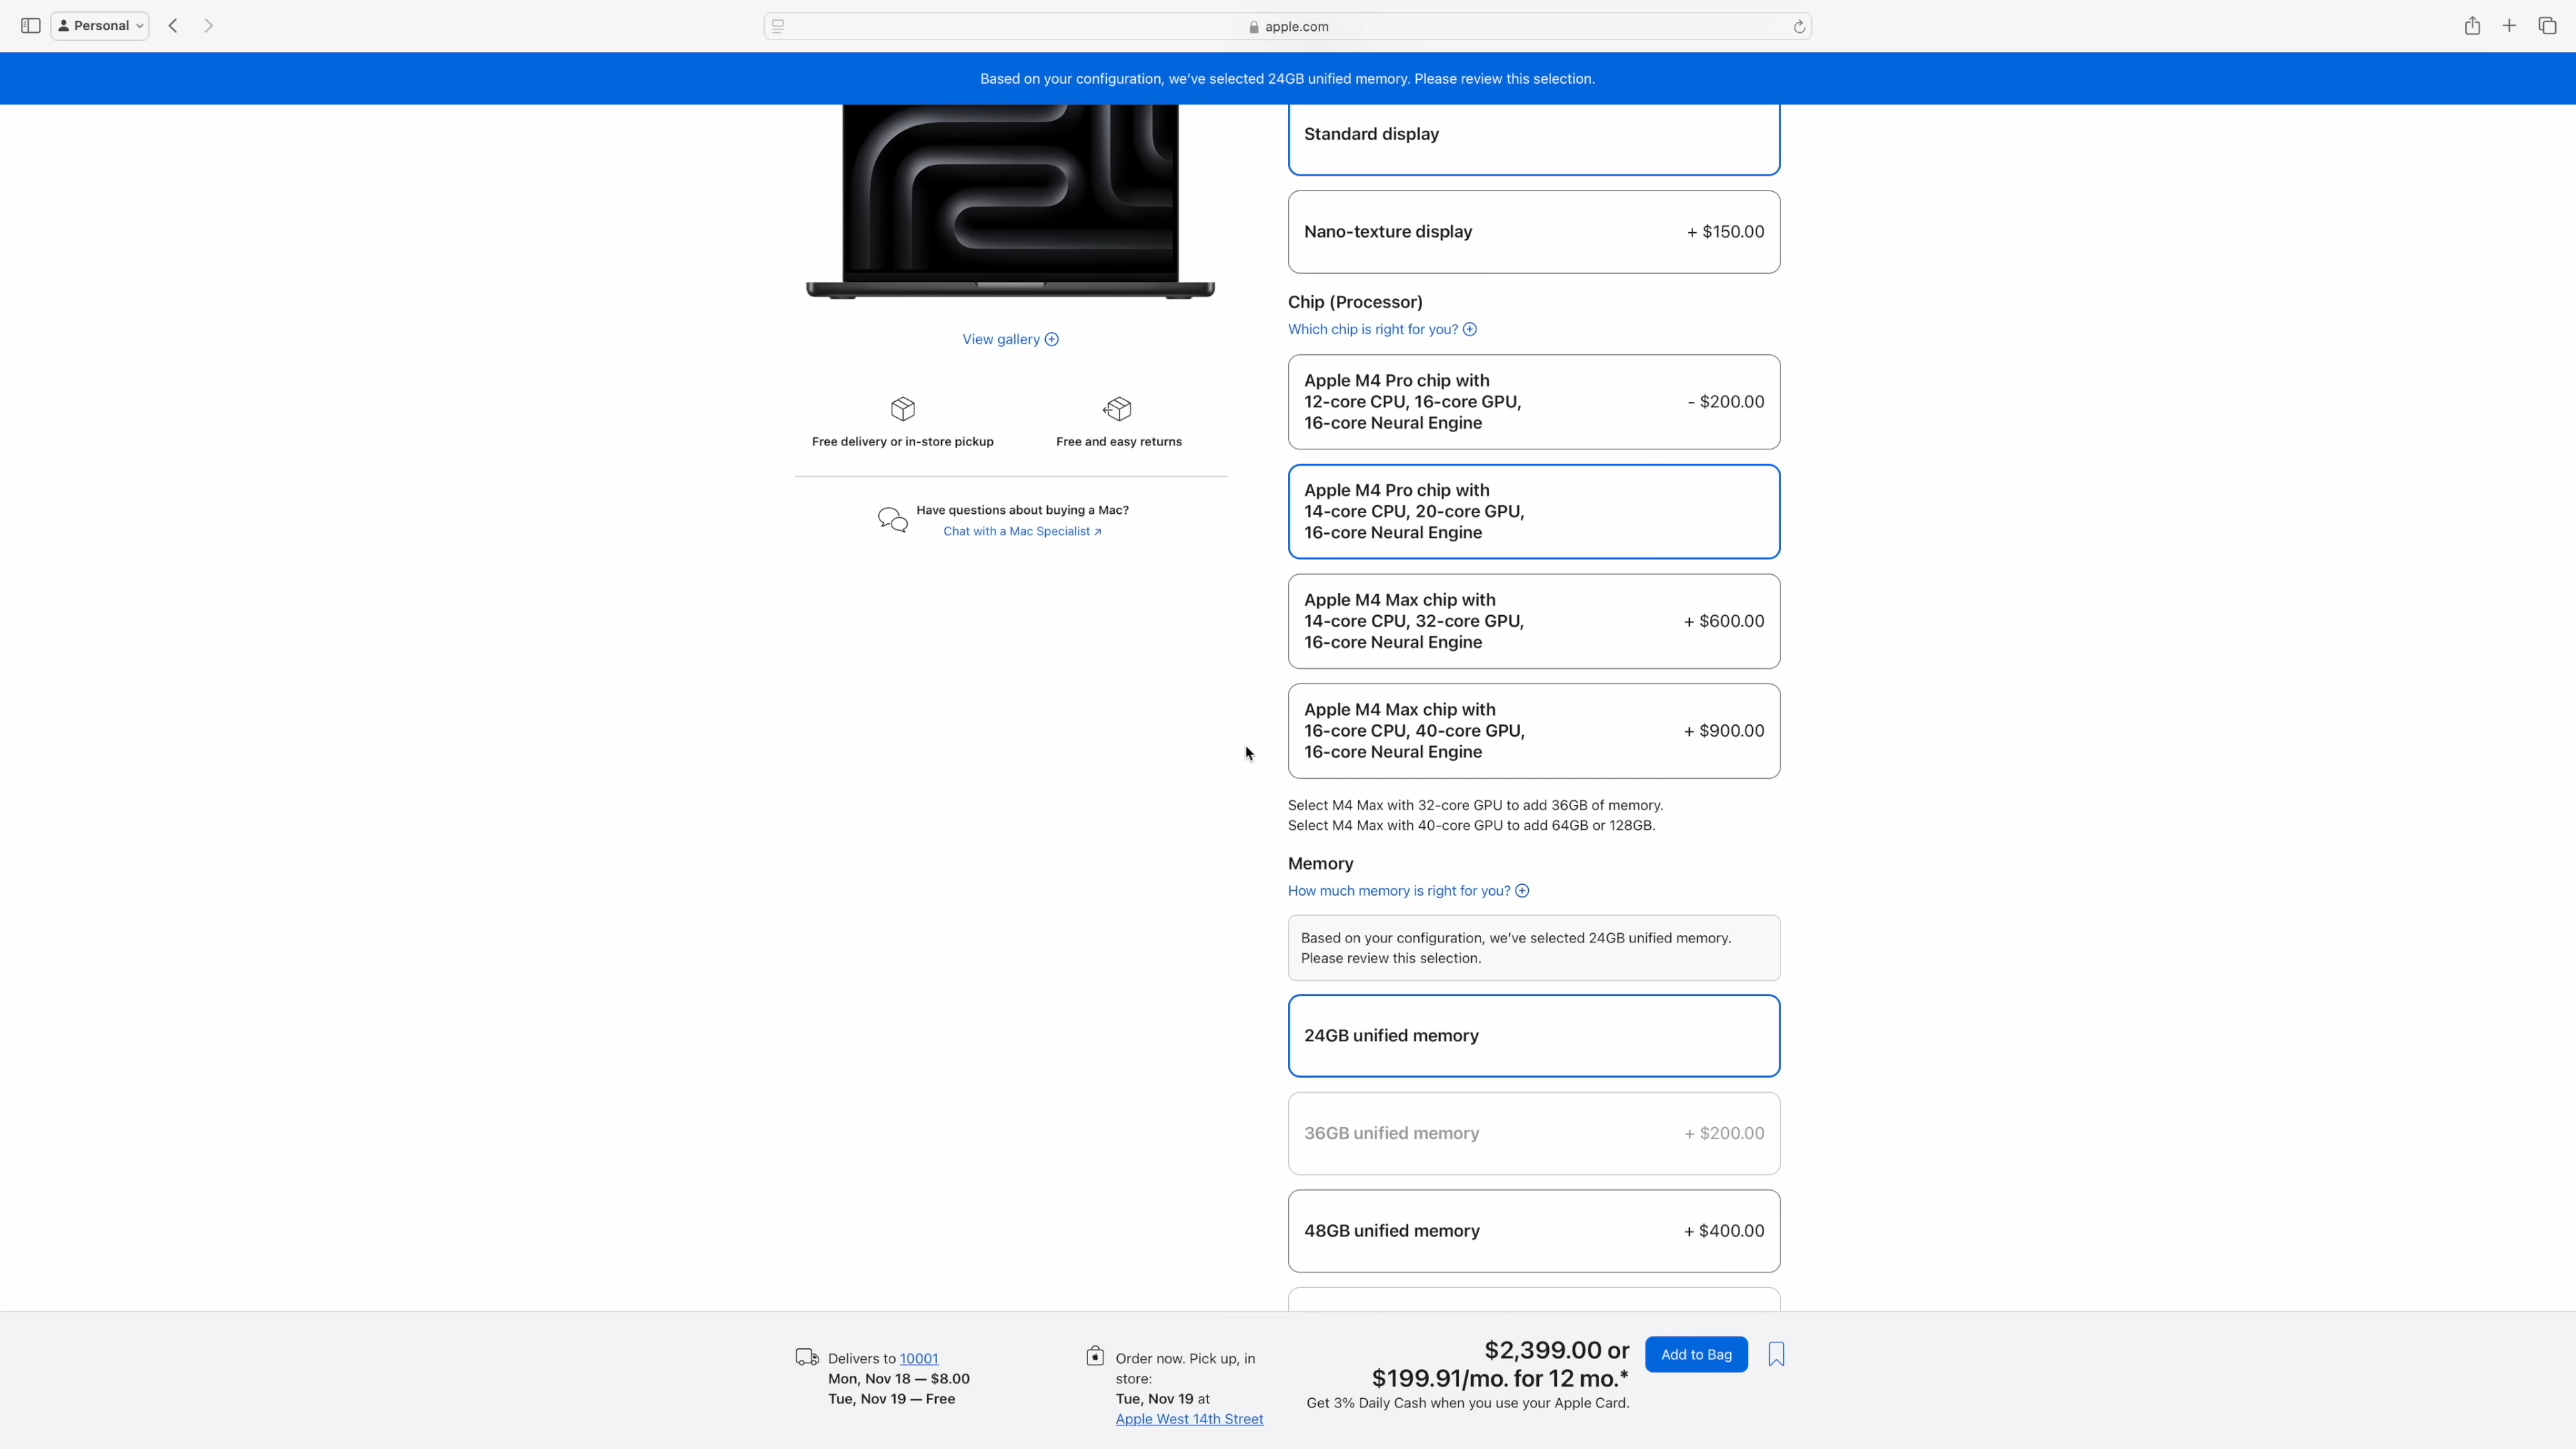 Personal
apple.com
Based on your configuration, we've selected 24GB unified memory. Please review this selection.
Standard display
Nano-texture display + $150.00
Chip (Processor)
Which chip is right for you?
Apple M4 Pro chip with
12-core CPU, 16-core GPU,
16-core Neural Engine
- $200.00
Apple M4 Pro chip with
14-core CPU, 20-core GPU,
16-core Neural Engine
Apple M4 Max chip with
14-core CPU, 32-core GPU,
16-core Neural Engine
+ $600.00
Apple M4 Max chip with
16-core CPU, 40-core GPU,
16-core Neural Engine
+ $900.00
Select M4 Max with 32-core GPU to add 36GB of memory.
Select M4 Max with 40-core GPU to add 64GB or 128GB.
Memory
How much memory is right for you?
Based on your configuration, we've selected 24GB unified memory.
Please review this selection.
24GB unified memory
36GB unified memory + $200.00
48GB unified memory + $400.00
View gallery
Free delivery or in-store pickup
Free and easy returns
Have questions about buying a Mac?
Chat with a Mac Specialist ↗
Delivers to 10001
Mon, Nov 18 — $8.00
Tue, Nov 19 — Free
Order now. Pick up, in
store:
Tue, Nov 19 at
Apple West 14th Street
$2,399.00 or
$199.91/mo. for 12 mo.*
Get 3% Daily Cash when you use your Apple Card.
Add to Bag